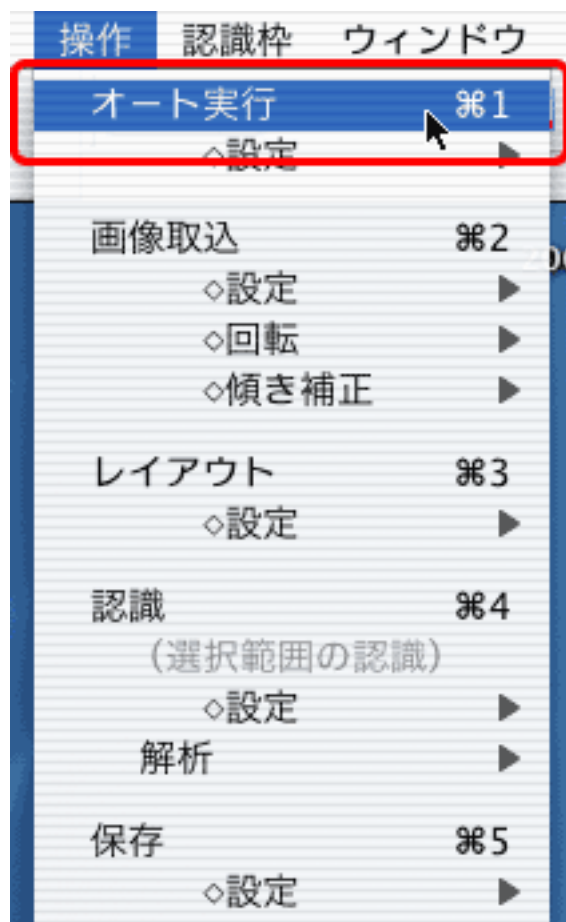 操作 認識枠 ウィンドウ
オート実行 ⌘1
◇設定 ▶
画像取込 ⌘2
◇設定 ▶
◇回転 ▶
◇傾き補正 ▶
レイアウト ⌘3
◇設定 ▶
認識 ⌘4
(選択範囲の認識)
◇設定 ▶
解析 ▶
保存 ⌘5
◇設定 ▶